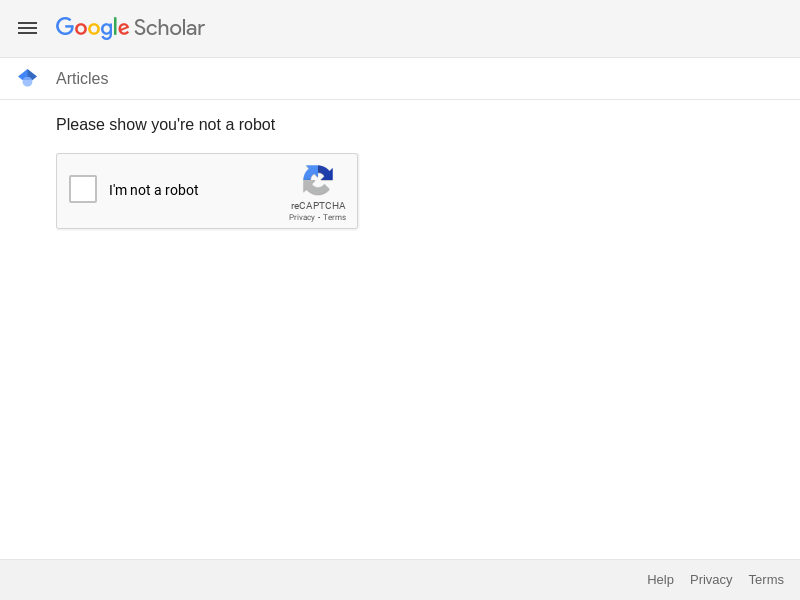 Google Scholar
Articles
Please show you're not a robot
I'm not a robot
reCAPTCHA
Privacy - Terms
Help Privacy Terms